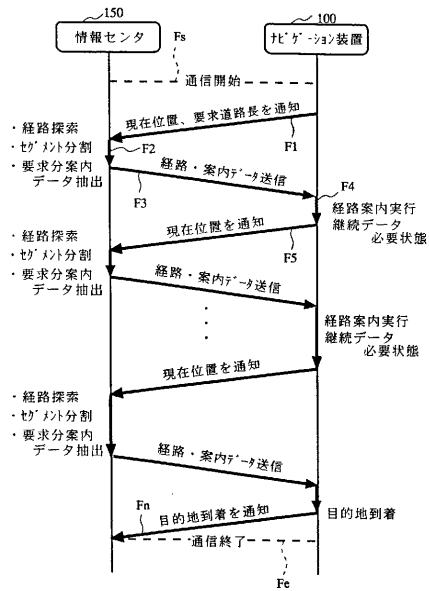 150
100
情報センタ
Fs
ﾅﾋﾞｹﾞｰｼｮﾝ装置
通信開始
現在位置、要求道路長を通知
F1
・経路探索
・ｾｸﾞﾒﾝﾄ分割
・要求分案内
データ抽出
F2
経路・案内ﾃﾞｰﾀ送信
F3
F4
経路案内実行
継続データ
必要状態
現在位置を通知
F5
・経路探索
・ｾｸﾞﾒﾝﾄ分割
・要求分案内
データ抽出
経路・案内ﾃﾞｰﾀ送信
・
・
・
経路案内実行
継続データ
必要状態
現在位置を通知
・経路探索
・ｾｸﾞﾒﾝﾄ分割
・要求分案内
データ抽出
経路・案内ﾃﾞｰﾀ送信
Fn
目的地到着を通知
目的地到着
通信終了
Fe